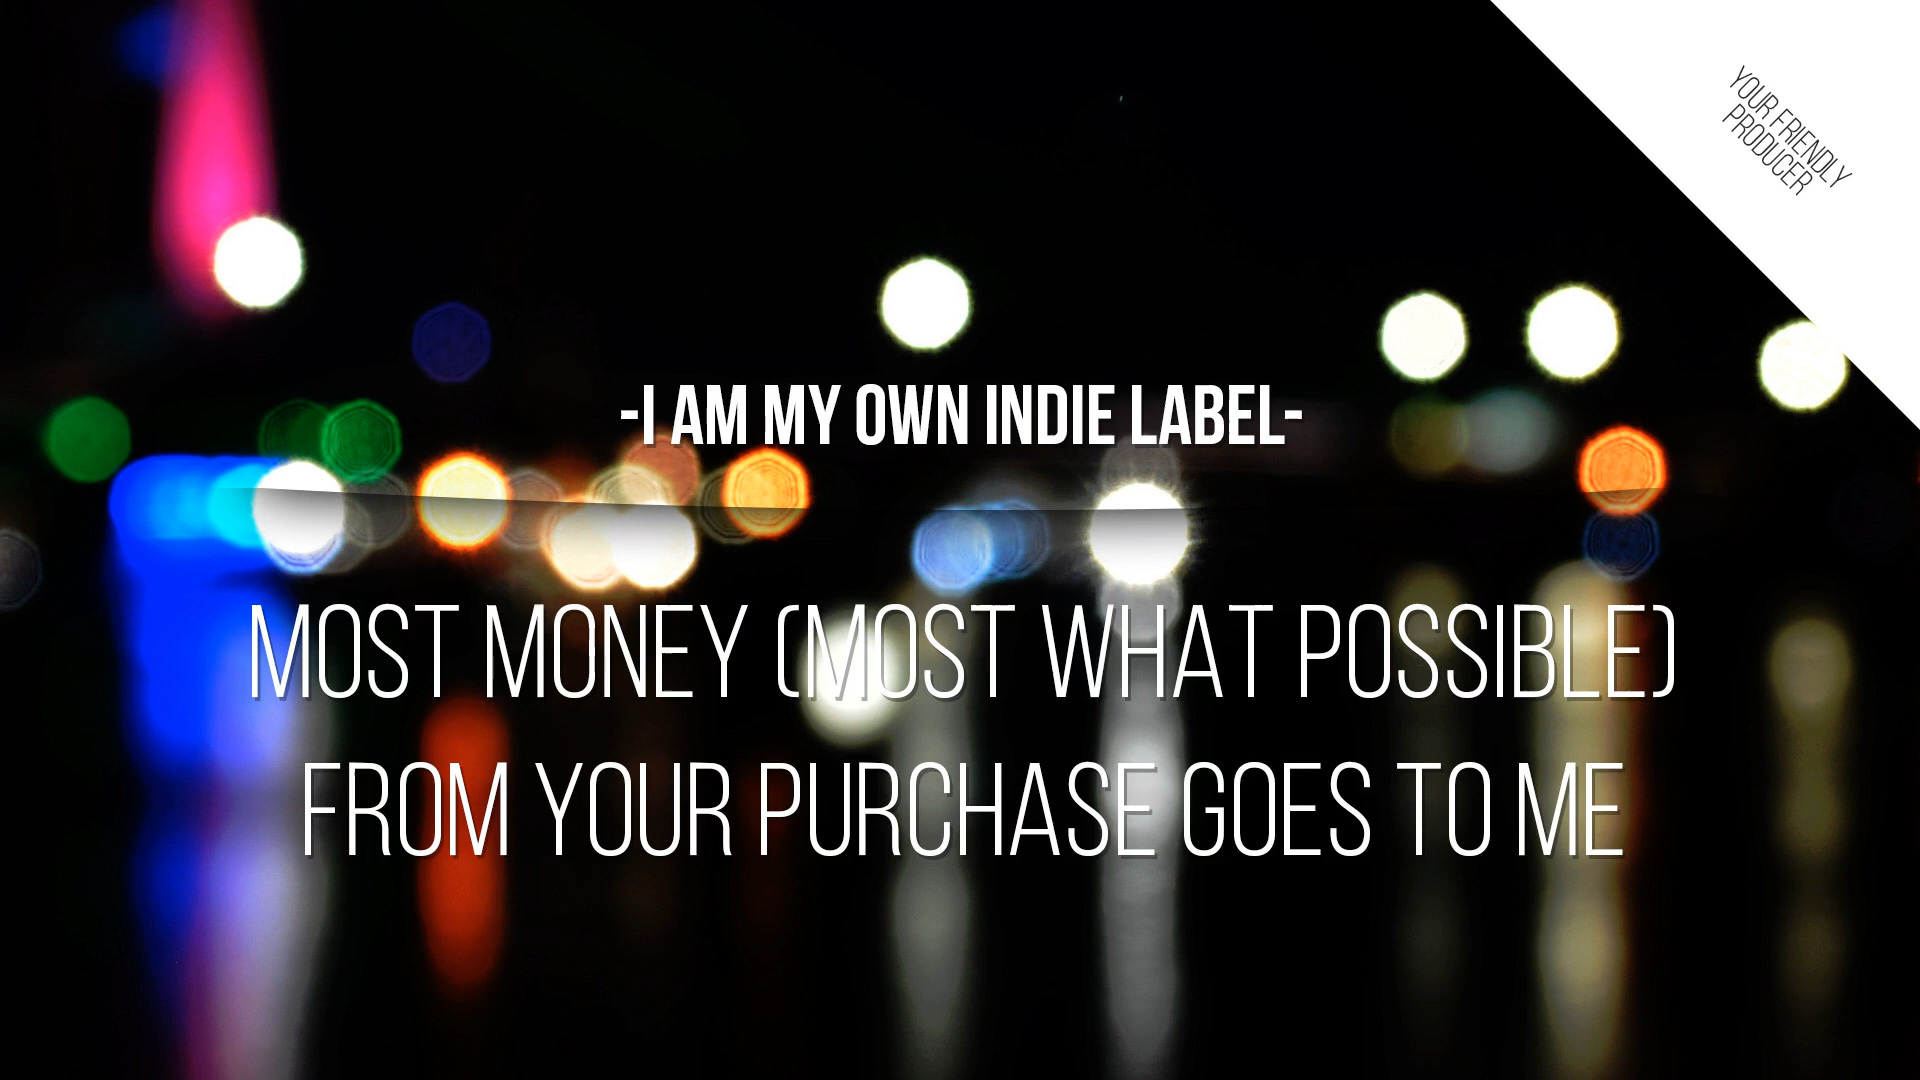 YOUR FRIENDLY
PRODUCER
-I AM MY OWN INDIE LABEL-
MOST MONEY (MOST WHAT POSSIBLE)
FROM YOUR PURCHASE GOES TO ME